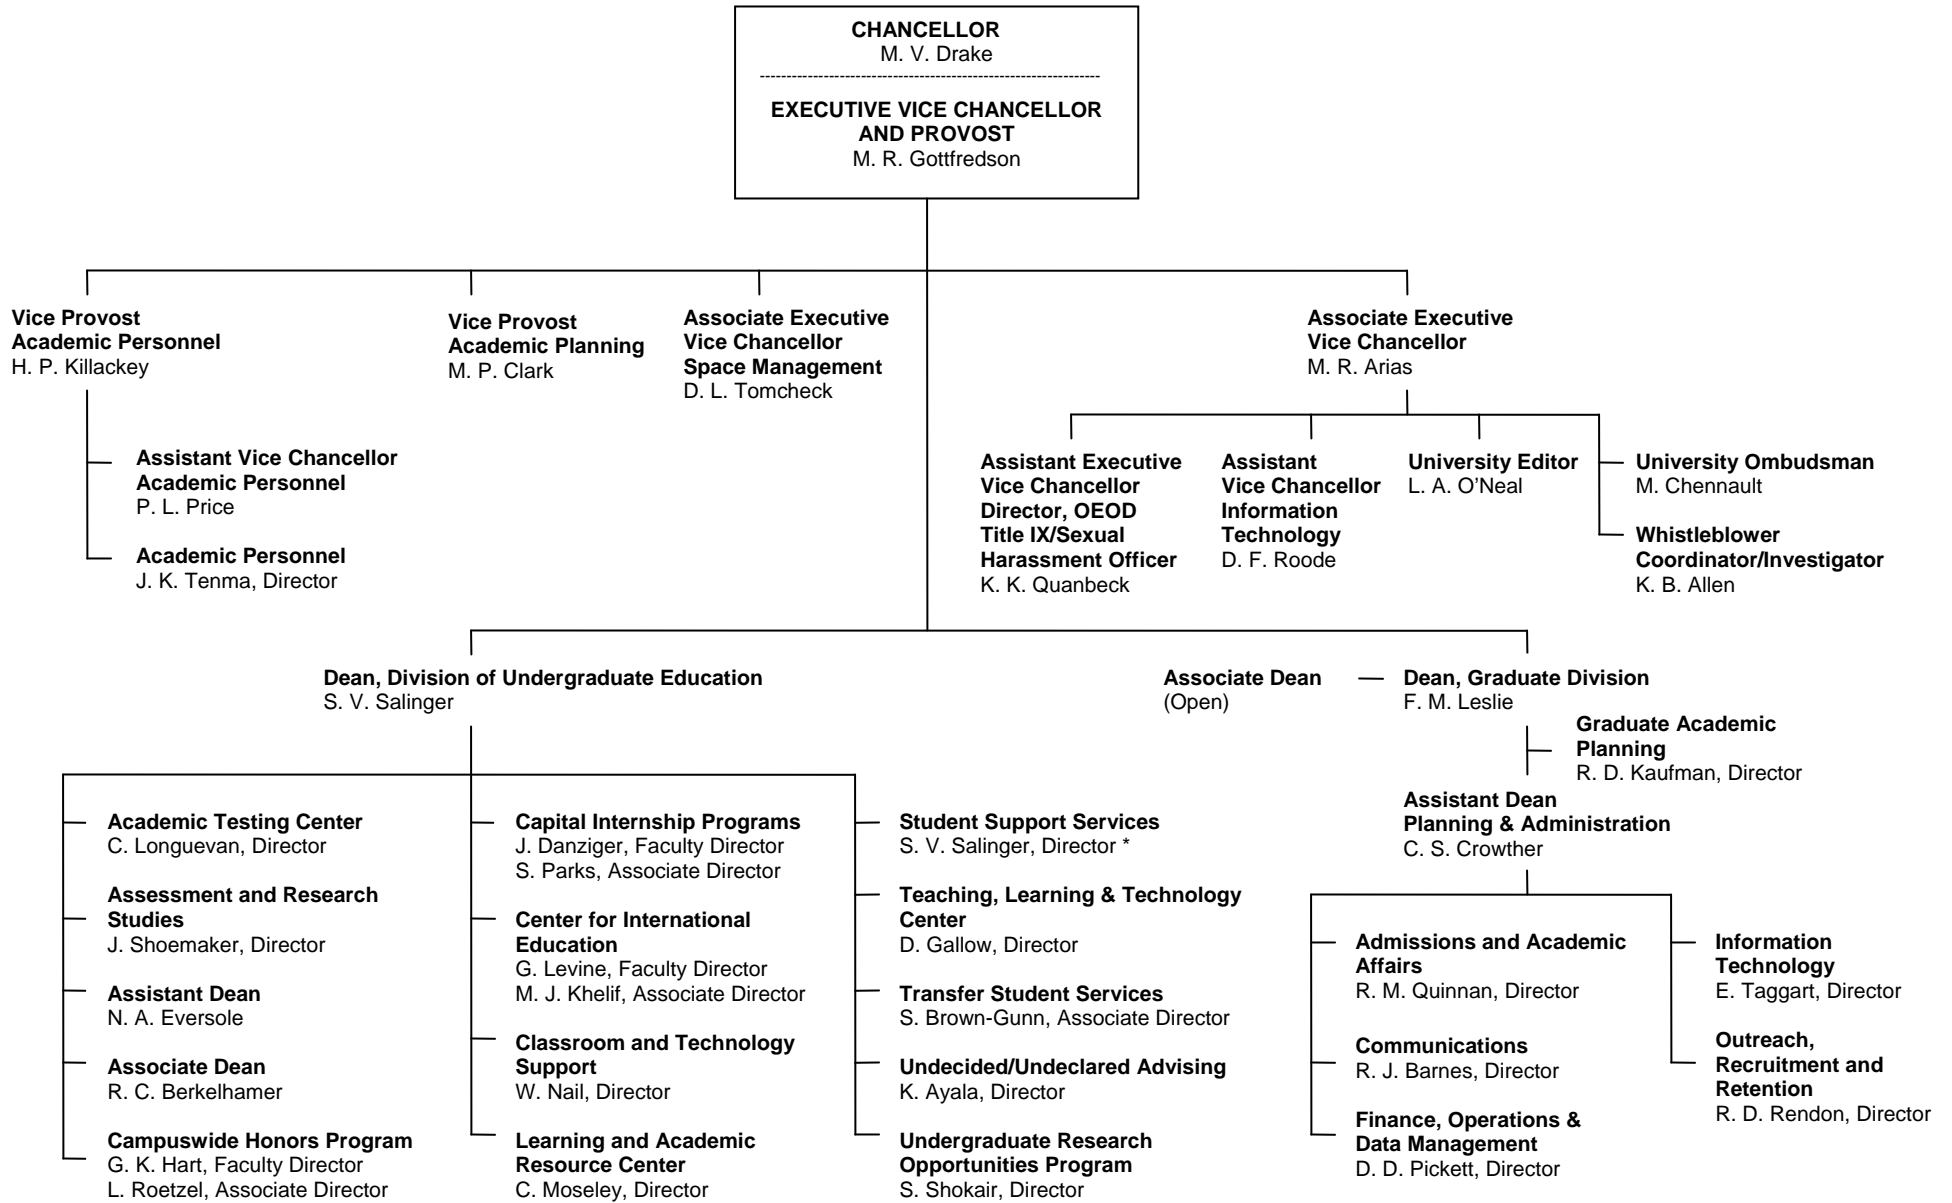 CHANCELLOR
M. V. Drake
----------------------------------------------------------------
EXECUTIVE VICE CHANCELLOR
AND PROVOST
M. R. Gottfredson
Vice Provost
Academic Personnel
H. P. Killackey
Vice Provost
Academic Planning
M. P. Clark
Associate Executive
Vice Chancellor
Space Management
D. L. Tomcheck
Associate Executive
Vice Chancellor
M. R. Arias
Assistant Vice Chancellor
Academic Personnel
P. L. Price
Academic Personnel
J. K. Tenma, Director
Assistant Executive
Vice Chancellor
Director, OEOD
Title IX/Sexual
Harassment Officer
K. K. Quanbeck
Assistant
Vice Chancellor
Information
Technology
D. F. Roode
University Editor
L. A. O’Neal
University Ombudsman
M. Chennault
Whistleblower
Coordinator/Investigator
K. B. Allen
Dean, Division of Undergraduate Education
S. V. Salinger
Associate Dean
(Open)
Dean, Graduate Division
F. M. Leslie
Graduate Academic
Planning
R. D. Kaufman, Director
Assistant Dean
Planning & Administration
C. S. Crowther
Academic Testing Center
C. Longuevan, Director
Assessment and Research
Studies
J. Shoemaker, Director
Assistant Dean
N. A. Eversole
Associate Dean
R. C. Berkelhamer
Campuswide Honors Program
G. K. Hart, Faculty Director
L. Roetzel, Associate Director
Capital Internship Programs
J. Danziger, Faculty Director
S. Parks, Associate Director
Center for International
Education
G. Levine, Faculty Director
M. J. Khelif, Associate Director
Classroom and Technology
Support
W. Nail, Director
Learning and Academic
Resource Center
C. Moseley, Director
Student Support Services
S. V. Salinger, Director *
Teaching, Learning & Technology
Center
D. Gallow, Director
Transfer Student Services
S. Brown-Gunn, Associate Director
Undecided/Undeclared Advising
K. Ayala, Director
Undergraduate Research
Opportunities Program
S. Shokair, Director
Admissions and Academic
Affairs
R. M. Quinnan, Director
Communications
R. J. Barnes, Director
Finance, Operations &
Data Management
D. D. Pickett, Director
Information
Technology
E. Taggart, Director
Outreach,
Recruitment and
Retention
R. D. Rendon, Director